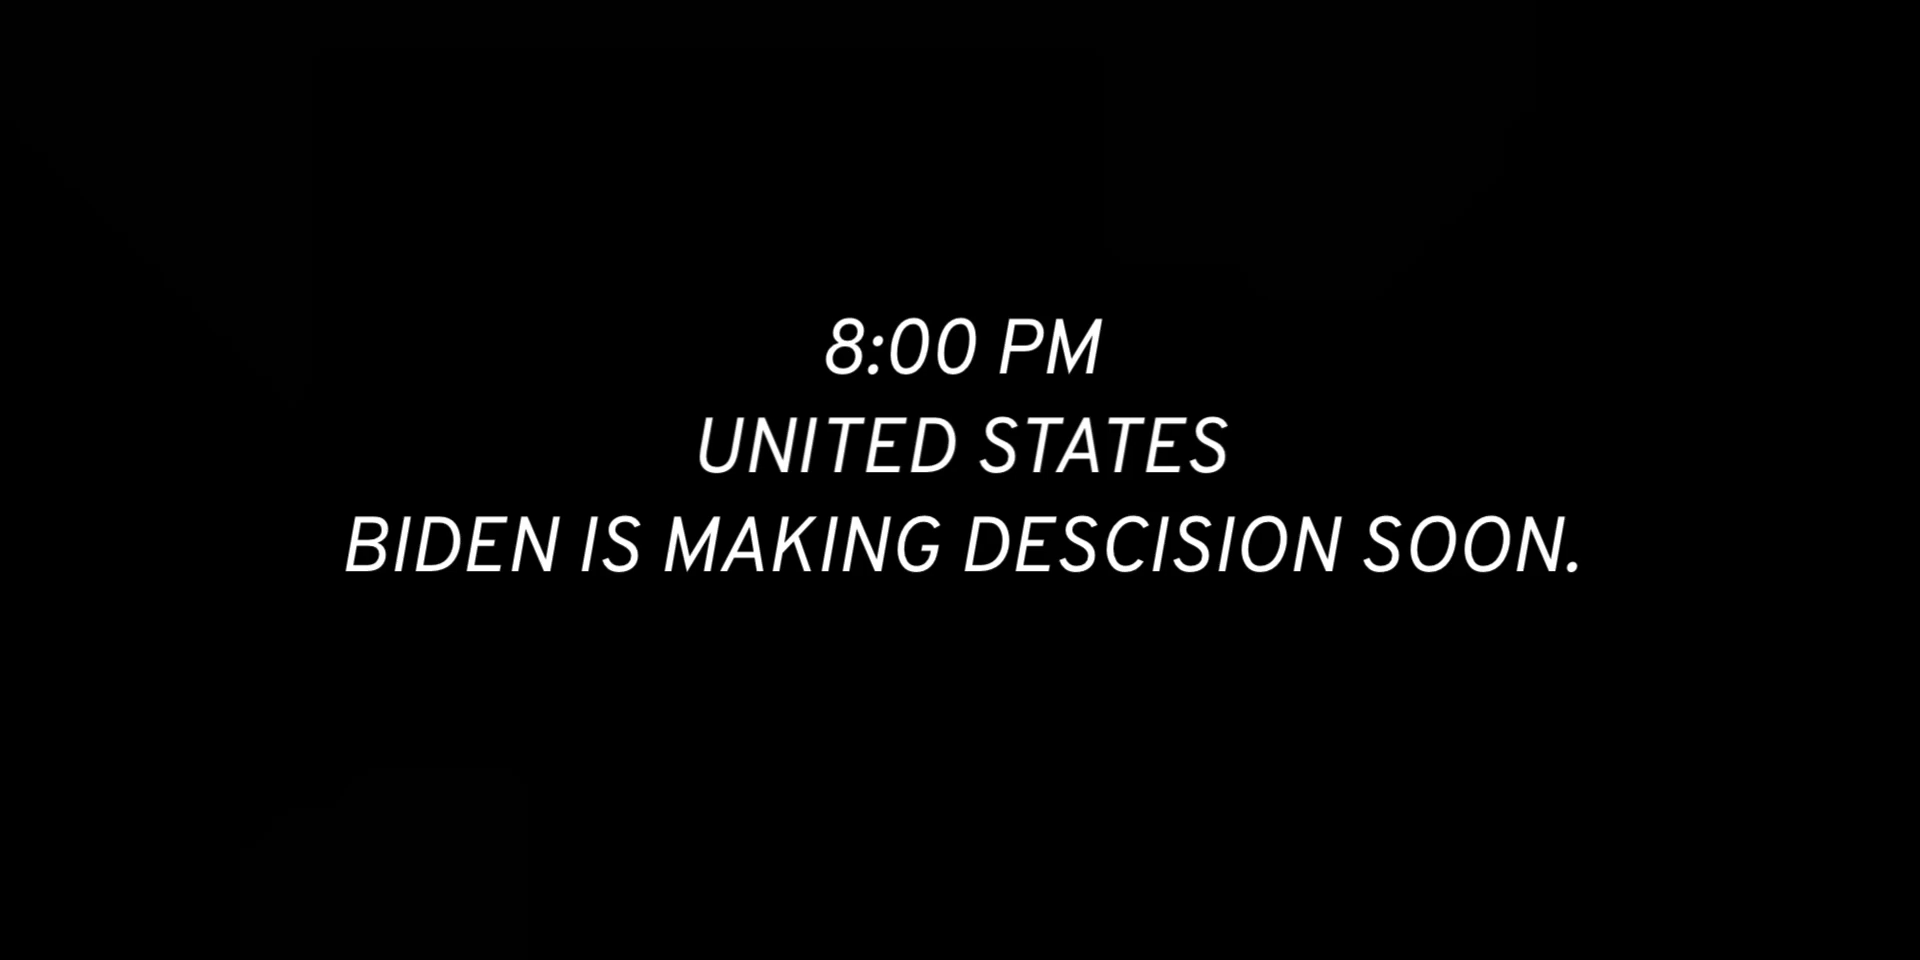 8:00 PM
UNITED STATES
BIDEN IS MAKING DESCISION SOON.